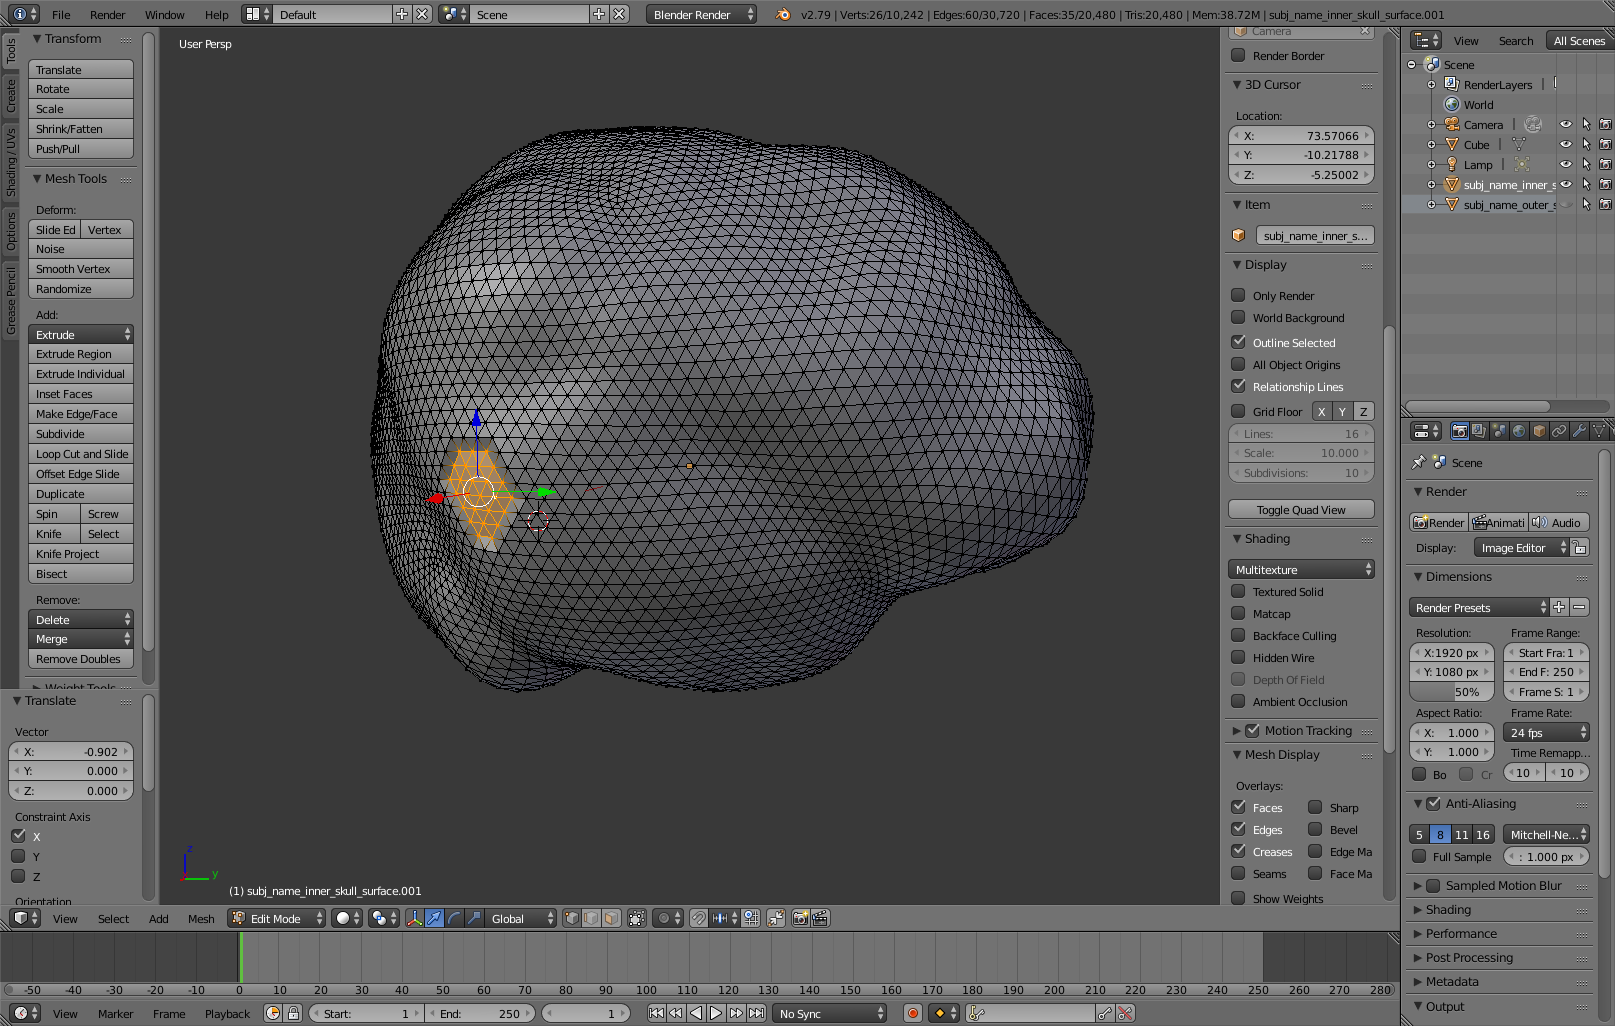 File Render Window Help Default Scene Blender Render v2.79 | Verts:26/10,242 | Edges:60/30,720 | Faces:35/20,480 | Tris:20,480 | Mem:38.72M | subj_name_inner_skull_surface.001
Tools
Create
Shading / UVs
Options
Grease Pencil
Transform
Translate
Rotate
Scale
Shrink/Fatten
Push/Pull
Mesh Tools
Deform:
Slide Ed Vertex
Noise
Smooth Vertex
Randomize
Add:
Extrude
Extrude Region
Extrude Individual
Inset Faces
Make Edge/Face
Subdivide
Loop Cut and Slide
Offset Edge Slide
Duplicate
Spin Screw
Knife Select
Knife Project
Bisect
Remove:
Delete
Merge
Remove Doubles
Weight Tools
Translate
Vector
X: -0.902
Y: 0.000
Z: 0.000
Constraint Axis
X
Y
Z
Orientation
User Persp
z
y
(1) subj_name_inner_skull_surface.001
Camera
Render Border
3D Cursor
Location:
X: 73.57066
Y: -10.21788
Z: -5.25002
Item
subj_name_inner_s...
Display
Only Render
World Background
Outline Selected
All Object Origins
Relationship Lines
Grid Floor X Y Z
Lines: 16
Scale: 10.000
Subdivisions: 10
Toggle Quad View
Shading
Multitexture
Textured Solid
Matcap
Backface Culling
Hidden Wire
Depth Of Field
Ambient Occlusion
Motion Tracking
Mesh Display
Overlays:
Faces Sharp
Edges Bevel
Creases Edge Ma
Seams Face Ma
Show Weights
View Search All Scenes
Scene
RenderLayers
World
Camera
Cube
Lamp
subj_name_inner_s
subj_name_outer_s
Scene
Render
Render Animati Audio
Display: Image Editor
Dimensions
Render Presets
Resolution: Frame Range:
X:1920 px Start Fra: 1
Y: 1080 px End F: 250
50% Frame S: 1
Aspect Ratio: Frame Rate:
X: 1.000 24 fps
Y: 1.000 Time Remapp...
Bo Cr 10 10
Anti-Aliasing
5 8 11 16 Mitchell-Ne...
Full Sample : 1.000 px
Sampled Motion Blur
Shading
Performance
Post Processing
Metadata
Output
View Select Add Mesh Edit Mode Global
-50 -40 -30 -20 -10 0 10 20 30 40 50 60 70 80 90 100 110 120 130 140 150 160 170 180 190 200 210 220 230 240 250 260 270 280
View Marker Frame Playback Start: 1 End: 250 1 No Sync